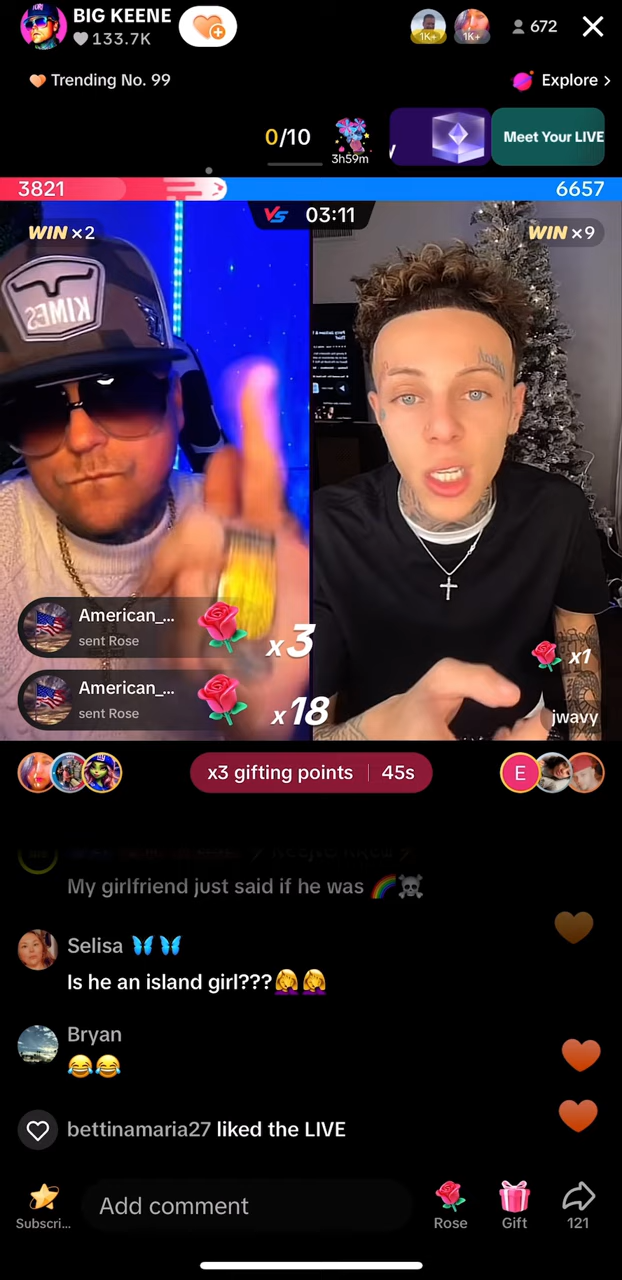 BIG KEENE
133.7K
1K+
1K+
672
Trending No. 99
Explore >
0/10
3h59m
Meet Your LIVE
3821
6657
VS 03:11
WIN x2
WIN x9
KIMES
American_...
sent Rose
x3
American_...
sent Rose
x18
x1
jwavy
x3 gifting points | 45s
E
My girlfriend just said if he was 🌈☠️
Selisa 🦋🦋
Is he an island girl???🤦‍♀️🤦‍♀️
Bryan
😂😂
bettinamaria27 liked the LIVE
Subscri...
Add comment
Rose
Gift
121